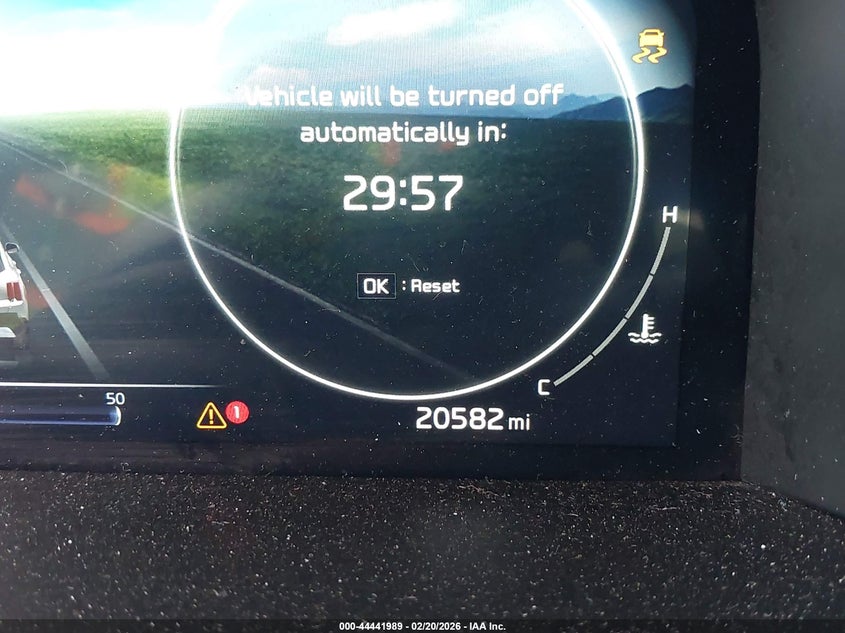 Vehicle will be turned off
automatically in:
29:57
H
OK : Reset
C
50
! 1
20582 mi
000-44441989 - 02/20/2026 - IAA Inc.